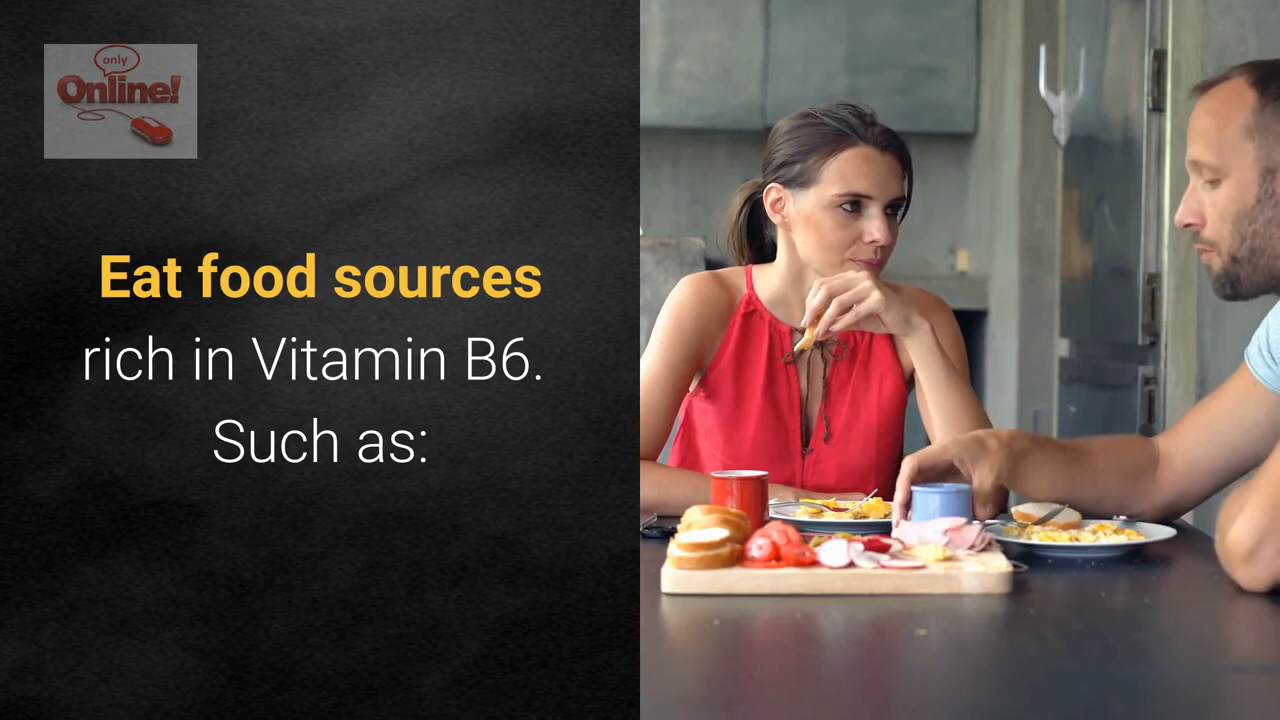 only
Online!
Eat food sources
rich in Vitamin B6.
Such as: